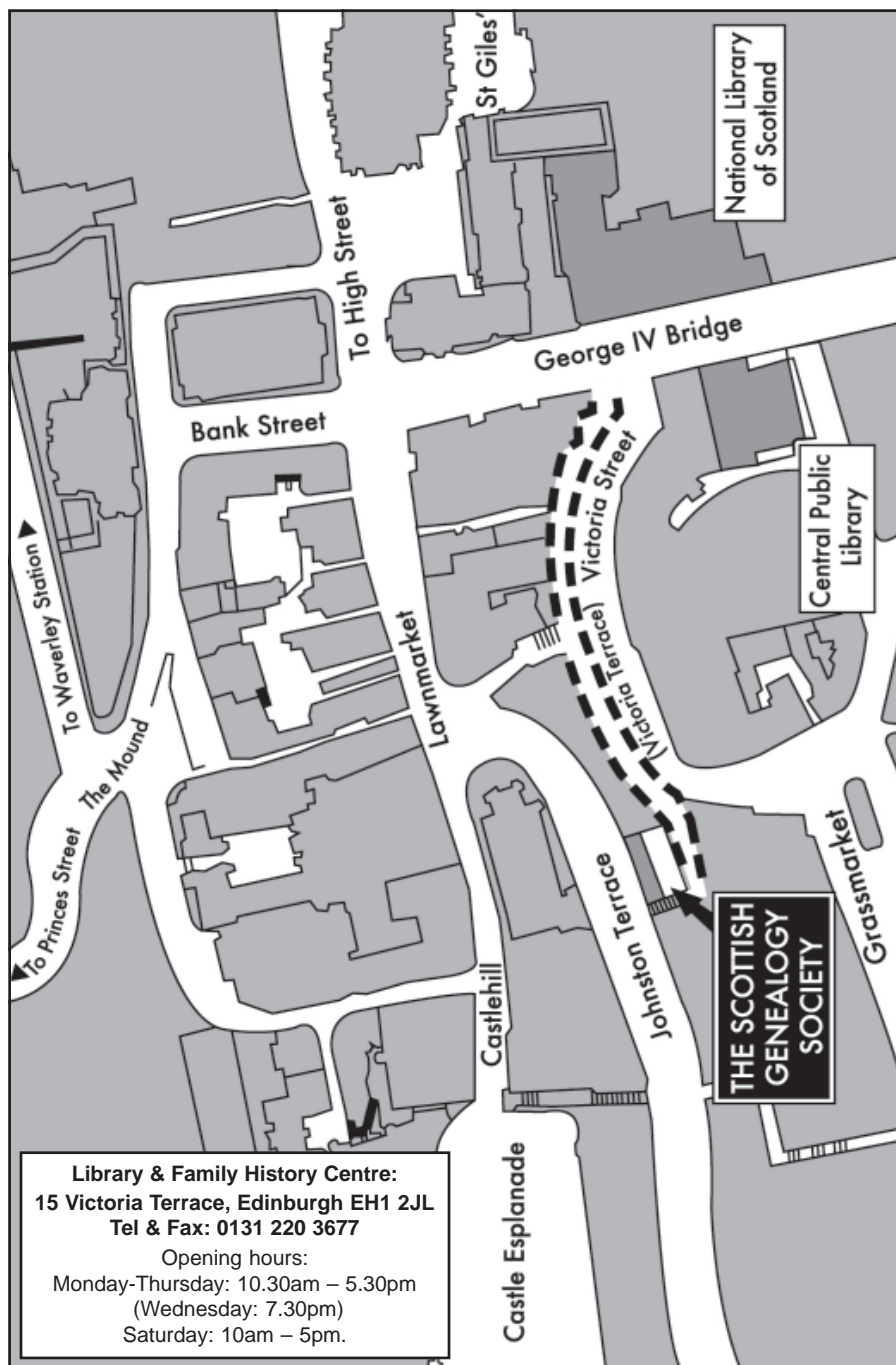 St Giles'
National Library
of Scotland
To High Street
George IV Bridge
Bank Street
Victoria Street
(Victoria Terrace)
Central Public
Library
To Waverley Station
The Mound
To Princes Street
Lawnmarket
Johnston Terrace
Grassmarket
Castlehill
Castle Esplanade
THE SCOTTISH
GENEALOGY
SOCIETY
Library & Family History Centre:
15 Victoria Terrace, Edinburgh EH1 2JL
Tel & Fax: 0131 220 3677
Opening hours:
Monday-Thursday: 10.30am – 5.30pm
(Wednesday: 7.30pm)
Saturday: 10am – 5pm.